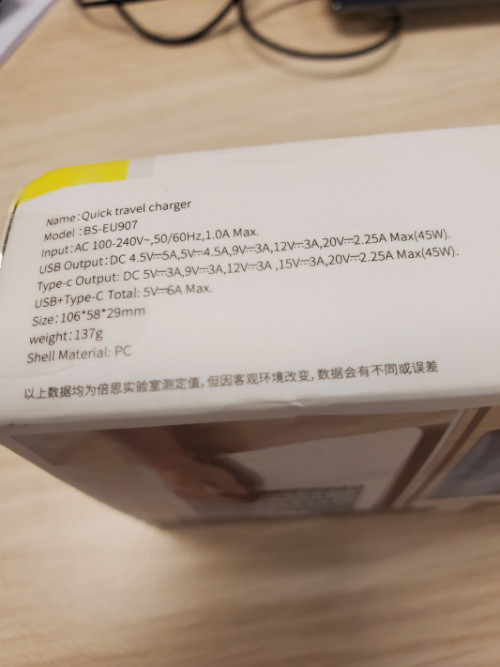 Name:Quick travel charger
Model :BS-EU907
Input:AC 100-240V~,50/60Hz,1.0A Max.
USB Output:DC 4.5V⎓5A,5V⎓4.5A,9V⎓3A,12V⎓3A,20V⎓2.25A Max(45W).
Type-c Output: DC 5V⎓3A,9V⎓3A,12V⎓3A ,15V⎓3A,20V⎓2.25A Max(45W).
USB+Type-C Total: 5V⎓6A Max.
Size:106*58*29mm
weight:137g
Shell Material: PC
以上数据均为倍思实验室测定值,但因客观环境改变,数据会有不同或误差